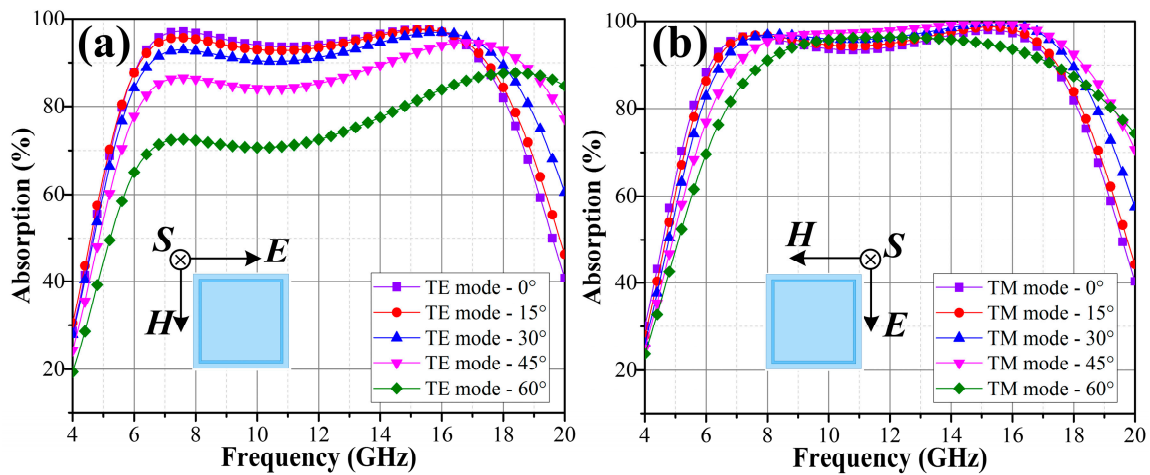 (a)
Absorption (%)
100
80
60
40
20
4 6 8 10 12 14 16 18 20
Frequency (GHz)
S
E
H
TE mode - 0°
TE mode - 15°
TE mode - 30°
TE mode - 45°
TE mode - 60°
(b)
Absorption (%)
100
80
60
40
20
4 6 8 10 12 14 16 18 20
Frequency (GHz)
H
S
E
TM mode - 0°
TM mode - 15°
TM mode - 30°
TM mode - 45°
TM mode - 60°